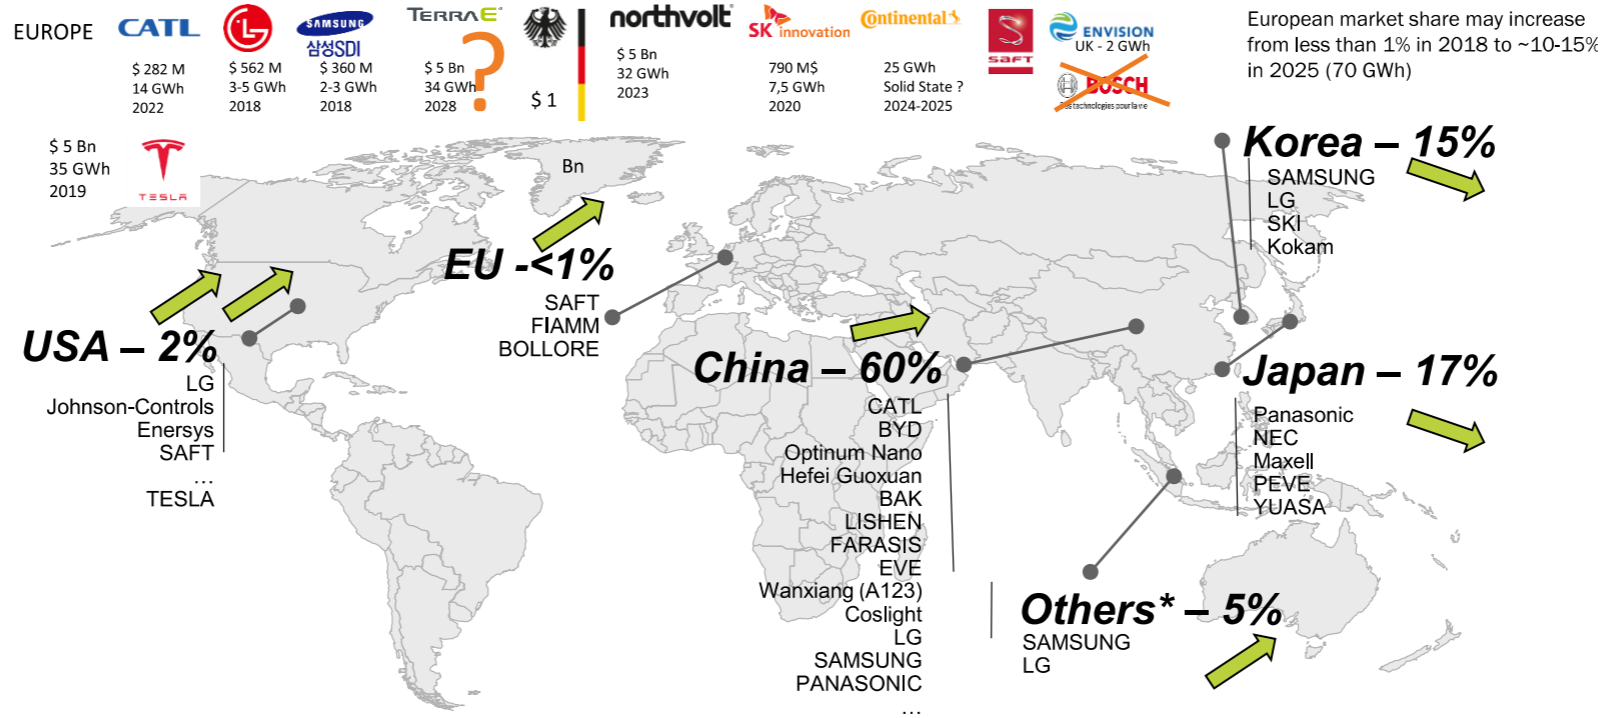 EUROPE
CATL
$ 282 M
14 GWh
2022
LG
$ 562 M
3-5 GWh
2018
SAMSUNG
삼성SDI
$ 360 M
2-3 GWh
2018
TERRAE
?
$ 5 Bn
34 GWh
2028
$ 1
Bn
northvolt
$ 5 Bn
32 GWh
2023
SK innovation
790 M$
7,5 GWh
2020
Continental
25 GWh
Solid State ?
2024-2025
S
saft
ENVISION
UK - 2 GWh
BOSCH
Des technologies pour la vie
European market share may increase
from less than 1% in 2018 to ~10-15%
in 2025 (70 GWh)
$ 5 Bn
35 GWh
2019
TESLA
Korea – 15%
SAMSUNG
LG
SKI
Kokam
EU -<1%
SAFT
FIAMM
BOLLORE
USA – 2%
LG
Johnson-Controls
Enersys
SAFT
...
TESLA
China – 60%
CATL
BYD
Optinum Nano
Hefei Guoxuan
BAK
LISHEN
FARASIS
EVE
Wanxiang (A123)
Coslight
LG
SAMSUNG
PANASONIC
...
Japan – 17%
Panasonic
NEC
Maxell
PEVE
YUASA
Others* – 5%
SAMSUNG
LG